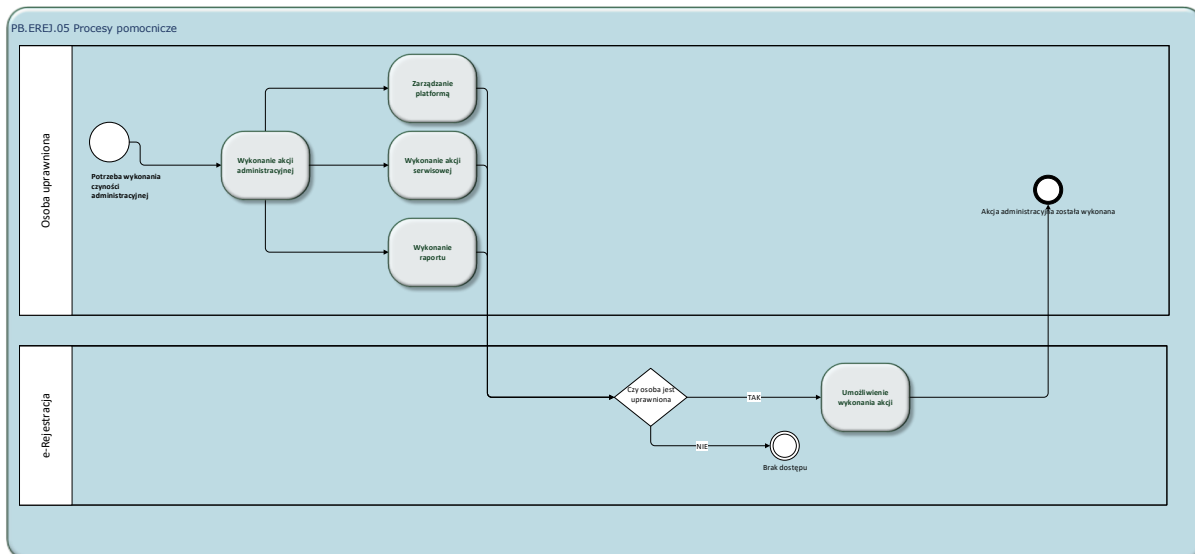 PB.EREJ.05 Procesy pomocnicze
Osoba uprawniona
Potrzeba wykonania
czyności
administracyjnej
Wykonanie akcji
administracyjnej
Zarządzanie
platformą
Wykonanie akcji
serwisowej
Wykonanie
raportu
Akcja administracyjna została wykonana
e-Rejestracja
Czy osoba jest
uprawniona
TAK
Umożliwienie
wykonania akcji
NIE
Brak dostępu